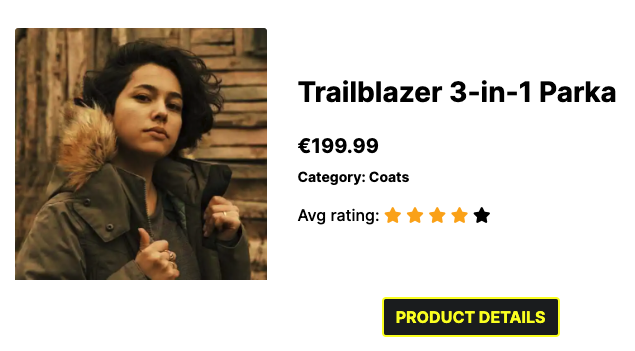 Trailblazer 3-in-1 Parka
€199.99
Category: Coats
Avg rating:
PRODUCT DETAILS